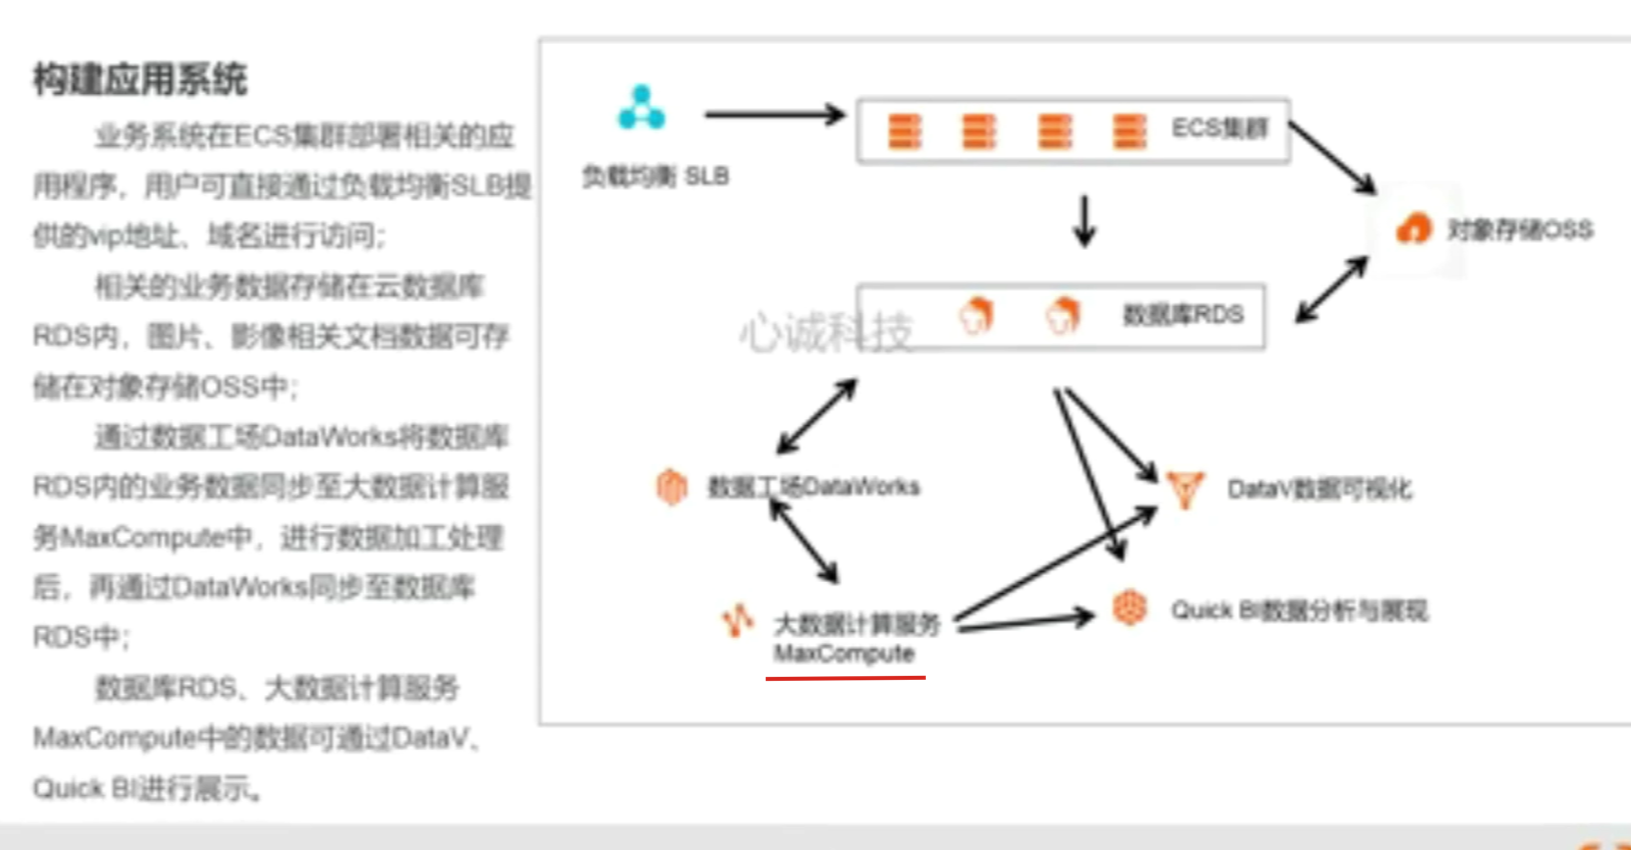 构建应用系统
业务系统在ECS集群部署相关的应
用程序，用户可直接通过负载均衡SLB提
供的vip地址、域名进行访问；
相关的业务数据存储在云数据库
RDS内，图片、影像相关文档数据可存
储在对象存储OSS中；
通过数据工场DataWorks将数据库
RDS内的业务数据同步至大数据计算服
务MaxCompute中，进行数据加工处理
后，再通过DataWorks同步至数据库
RDS中；
数据库RDS、大数据计算服务
MaxCompute中的数据可通过DataV、
Quick BI进行展示。
负载均衡 SLB
ECS集群
对象存储OSS
数据库RDS
心诚科技
数据工场DataWorks
DataV数据可视化
大数据计算服务
MaxCompute
Quick BI数据分析与展现